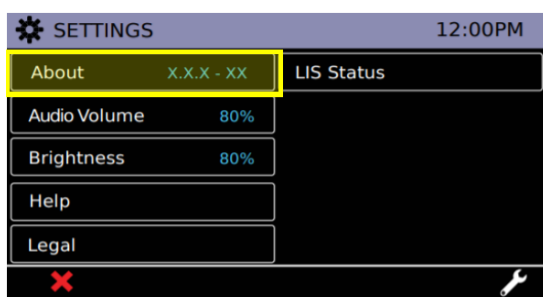 SETTINGS 12:00PM
About X.X.X - XX LIS Status
Audio Volume 80%
Brightness 80%
Help
Legal